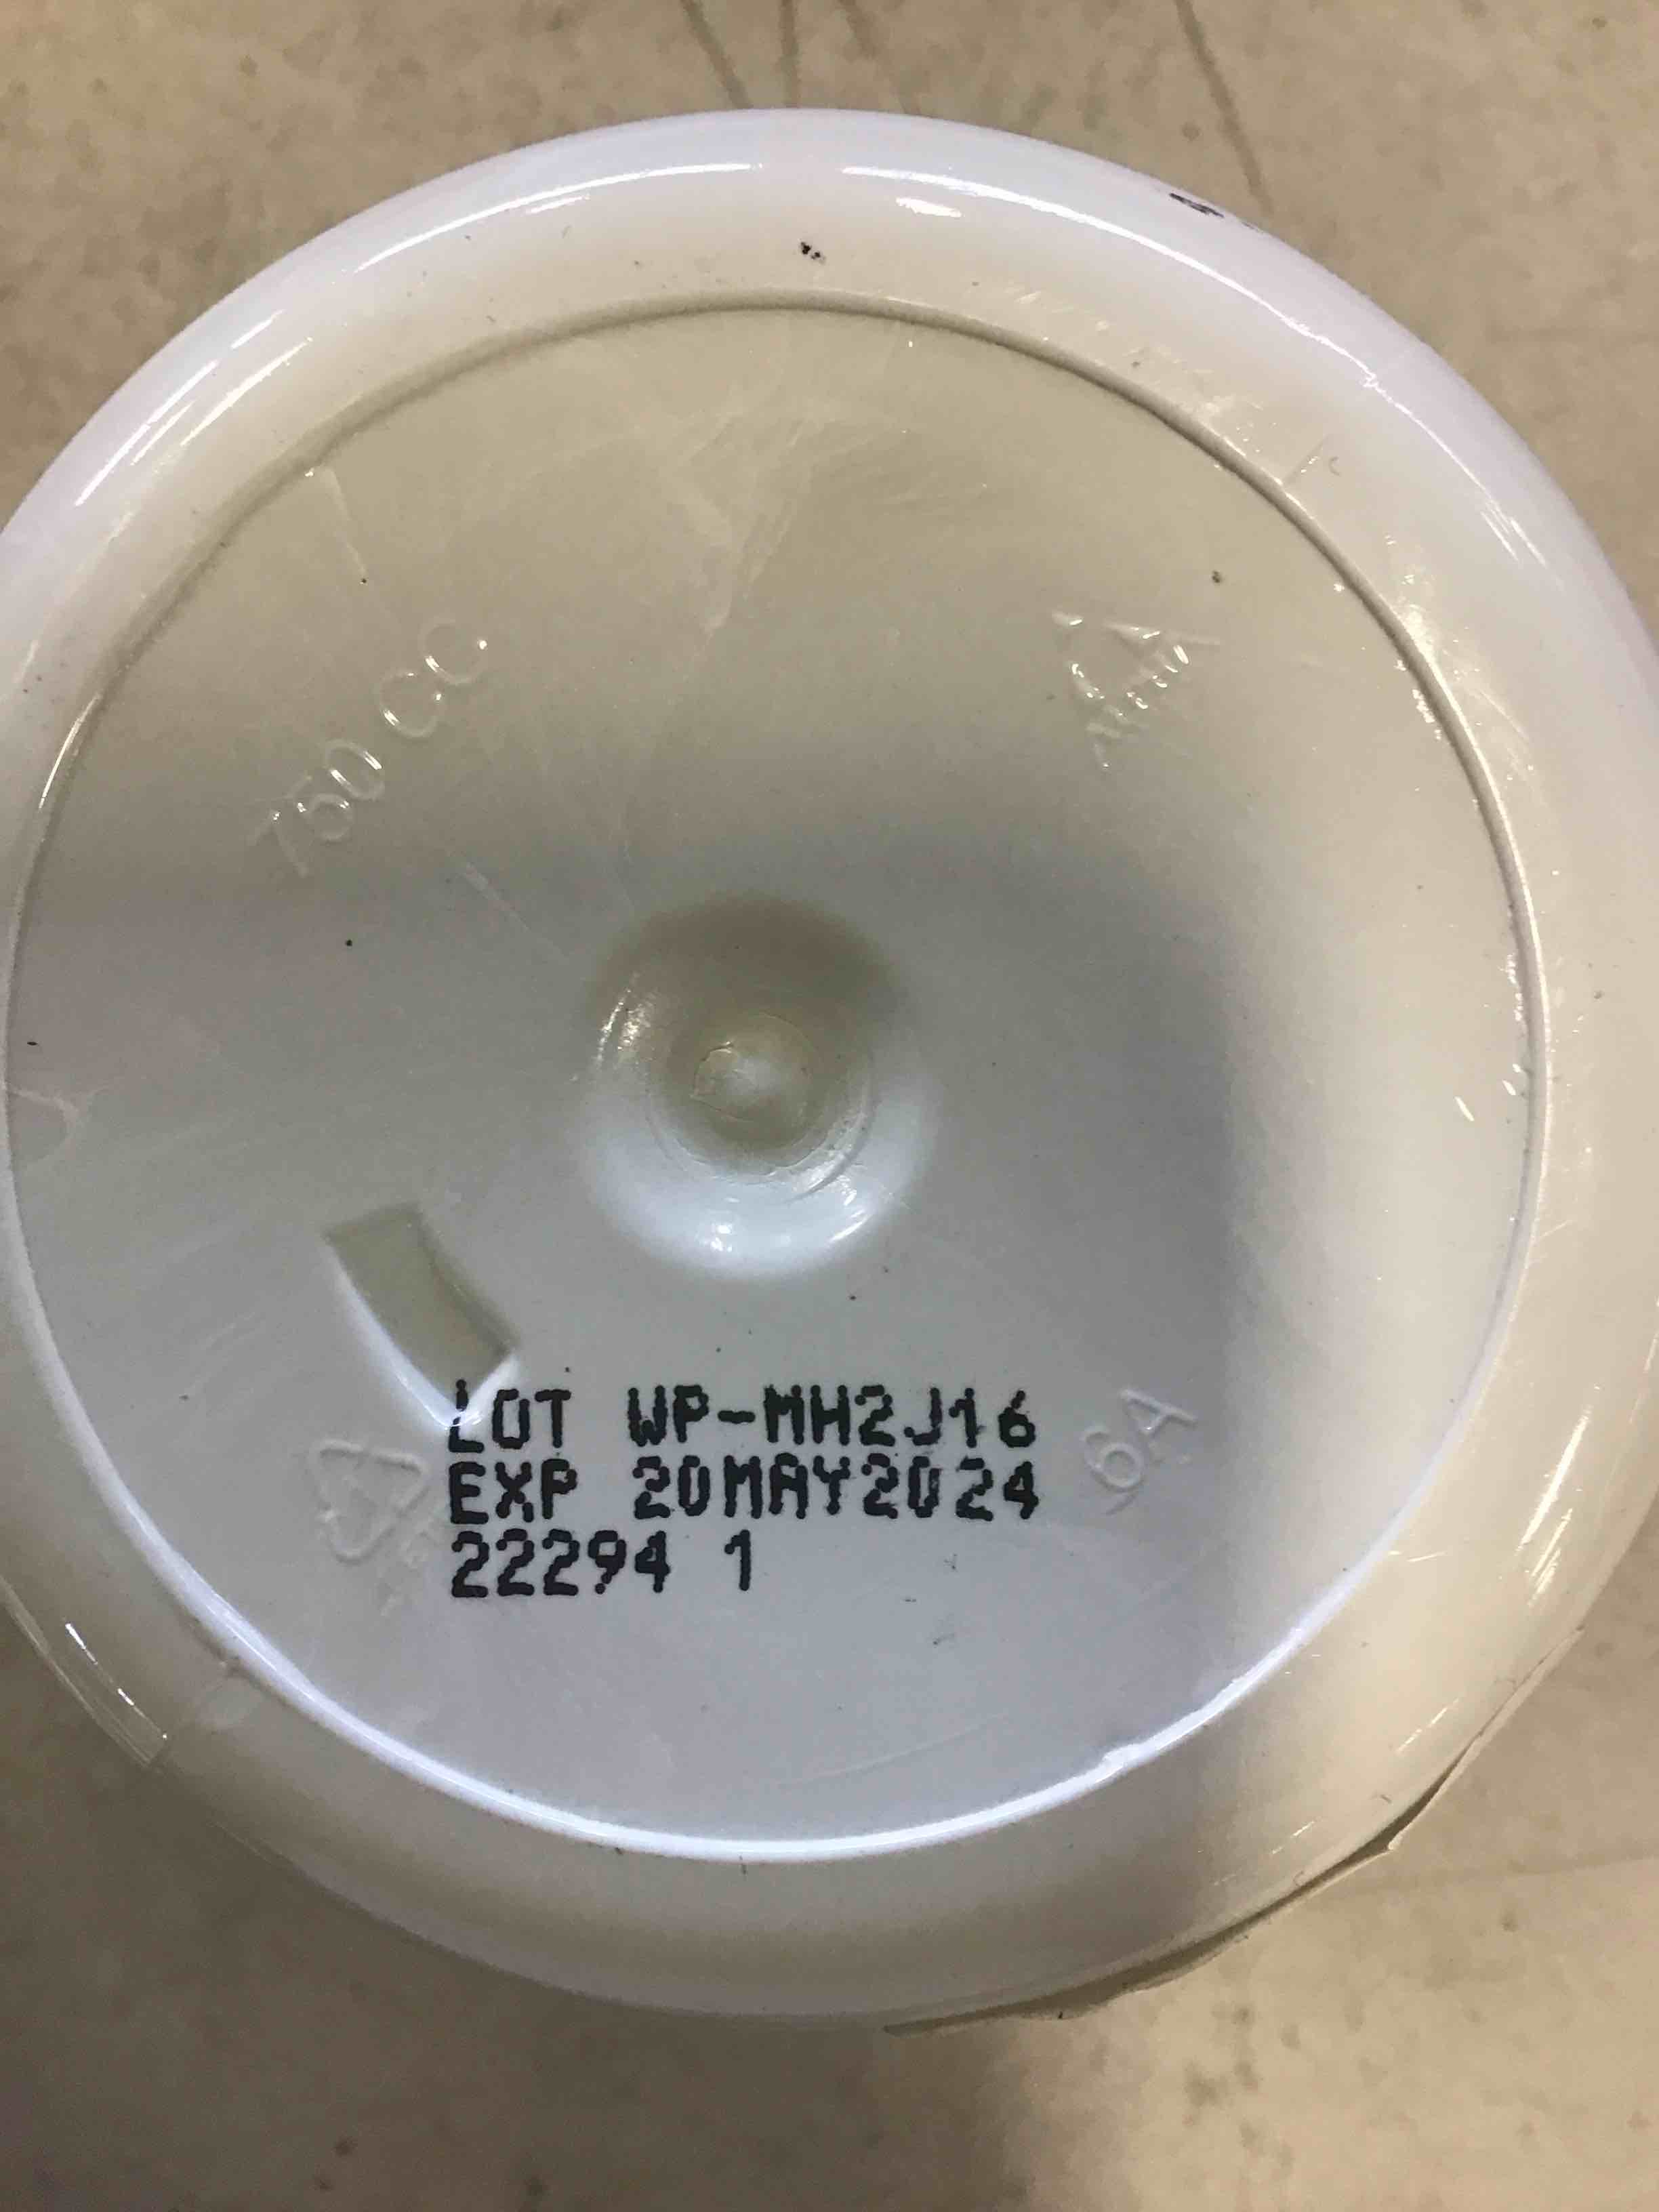 750 CC
LOT WP-MH2J16
EXP 20MAY2024
22294 1
6A